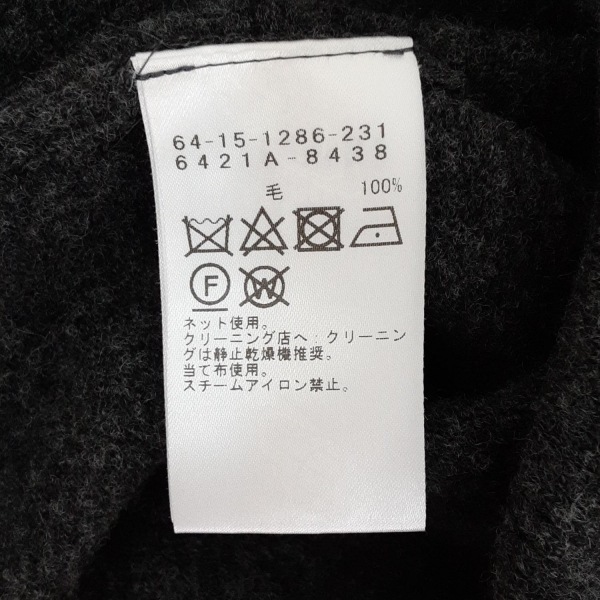 64-15-1286-231
6421A-8438
毛 100%
F W
ネット使用。
クリーニング店へ：クリーニン
グは静止乾燥機推奨。
当て布使用。
スチームアイロン禁止。